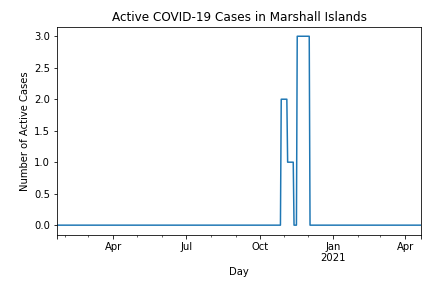 Active COVID-19 Cases in Marshall Islands
Number of Active Cases
3.0
2.5
2.0
1.5
1.0
0.5
0.0
Apr Jul Oct Jan Apr
2021
Day